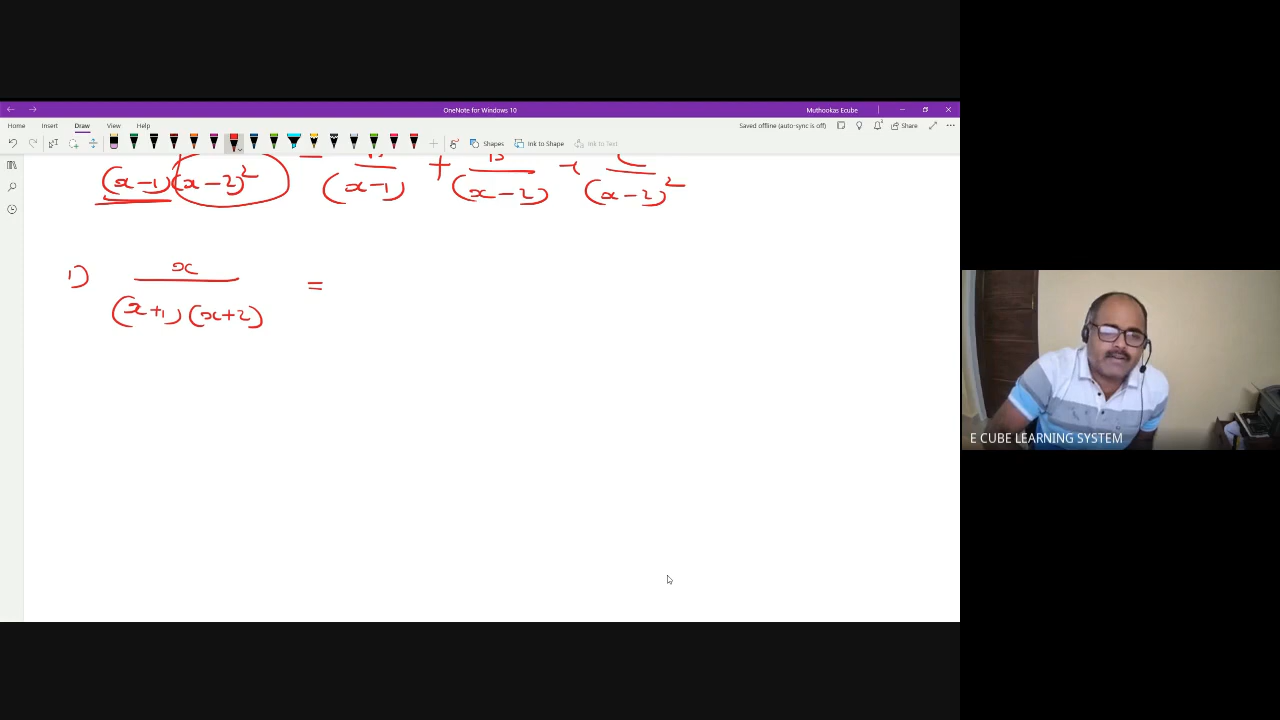 OneNote for Windows 10
Muthookas Ecube
Home Insert Draw View Help
Saved offline (auto-sync is off)
Share
Shapes
Ink to Shape
Ink to Text
(x-1)(x-2)² = (x-1) + (x-2) + (x-2)²
1) x
(x+1)(x+2)
=
E CUBE LEARNING SYSTEM